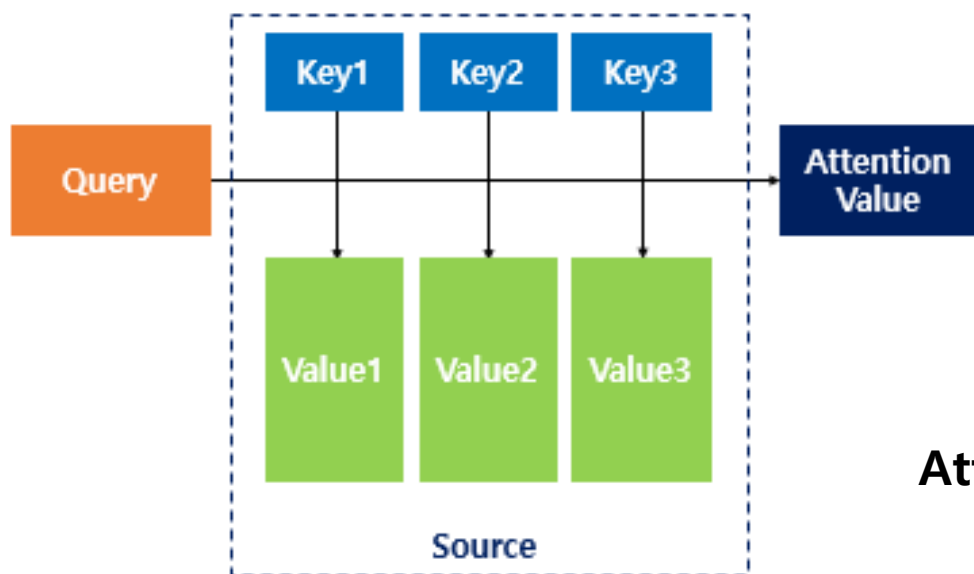 Key1 Key2 Key3
Query
Attention
Value
Value1 Value2 Value3
Source